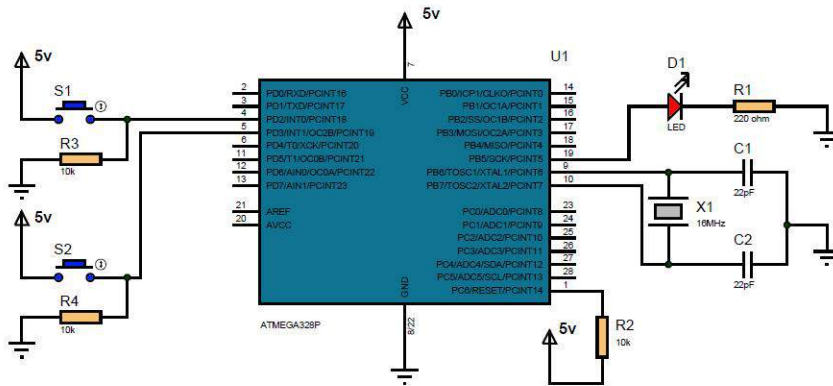 5v
U1
5v
S1
R3
10k
5v
S2
R4
10k
7
VCC
2 PD0/RXD/PCINT16
3 PD1/TXD/PCINT17
4 PD2/INT0/PCINT18
5 PD3/INT1/OC2B/PCINT19
6 PD4/T0/XCK/PCINT20
11 PD5/T1/OC0B/PCINT21
12 PD6/AIN0/OC0A/PCINT22
13 PD7/AIN1/PCINT23
21 AREF
20 AVCC
PB0/ICP1/CLKO/PCINT0 14
PB1/OC1A/PCINT1 15
PB2/SS/OC1B/PCINT2 16
PB3/MOSI/OC2A/PCINT3 17
PB4/MISO/PCINT4 18
PB5/SCK/PCINT5 19
PB6/TOSC1/XTAL1/PCINT6 9
PB7/TOSC2/XTAL2/PCINT7 10
PC0/ADC0/PCINT8 23
PC1/ADC1/PCINT9 24
PC2/ADC2/PCINT10 25
PC3/ADC3/PCINT11 26
PC4/ADC4/SDA/PCINT12 27
PC5/ADC5/SCL/PCINT13 28
PC6/RESET/PCINT14 1
GND
8/22
ATMEGA328P
D1
LED
R1
220 ohm
C1
22pF
X1
16MHz
C2
22pF
5v
R2
10k